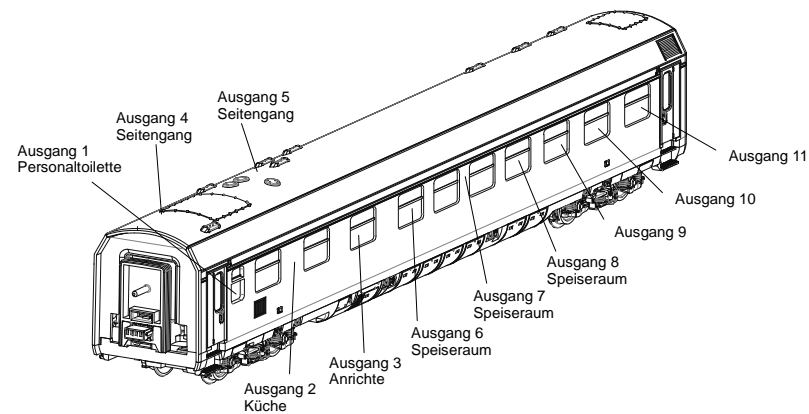 Ausgang 5
Seitengang
Ausgang 4
Seitengang
Ausgang 1
Personaltoilette
Ausgang 11
Ausgang 10
Ausgang 9
Ausgang 8
Speiseraum
Ausgang 7
Speiseraum
Ausgang 6
Speiseraum
Ausgang 3
Anrichte
Ausgang 2
Küche